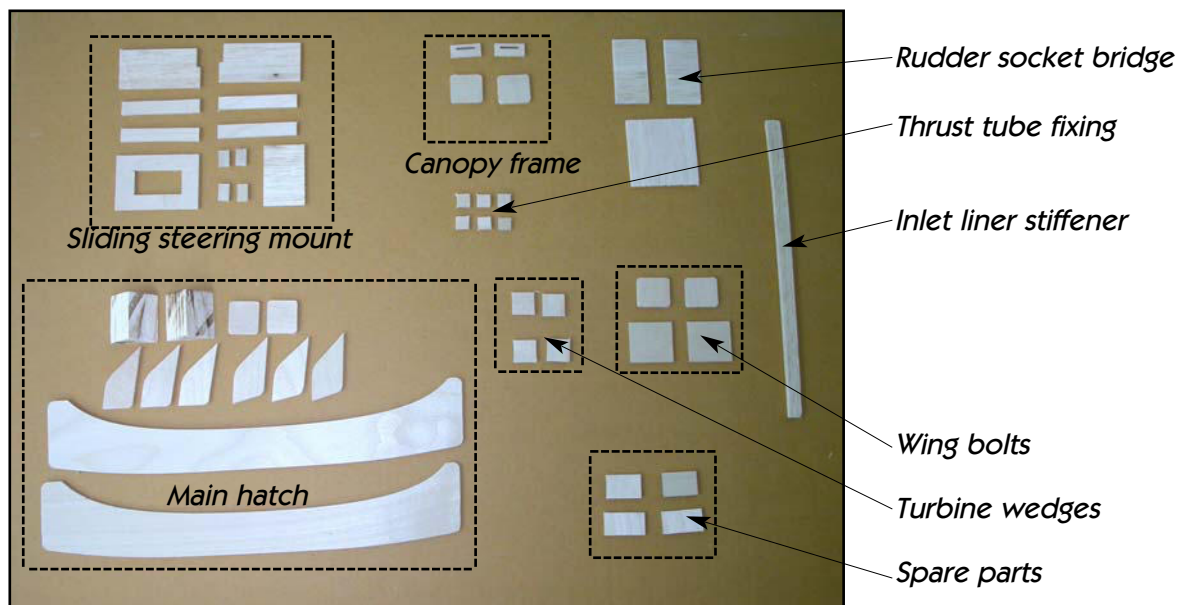 Rudder socket bridge
Thrust tube fixing
Canopy frame
Inlet liner stiffener
Sliding steering mount
Wing bolts
Main hatch
Turbine wedges
Spare parts